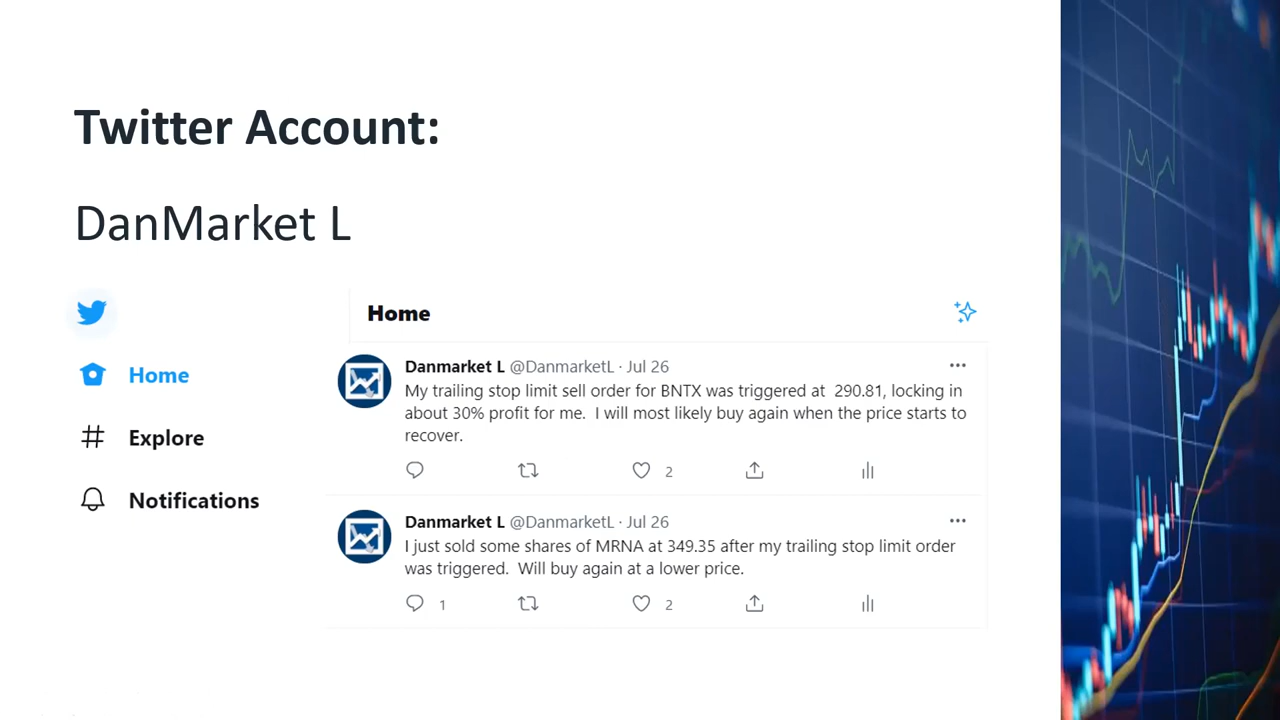 Twitter Account:
DanMarket L
Home
Explore
Notifications
Home
Danmarket L @DanmarketL · Jul 26
My trailing stop limit sell order for BNTX was triggered at  290.81, locking in
about 30% profit for me.  I will most likely buy again when the price starts to
recover.
2
Danmarket L @DanmarketL · Jul 26
I just sold some shares of MRNA at 349.35 after my trailing stop limit order
was triggered.  Will buy again at a lower price.
1 2